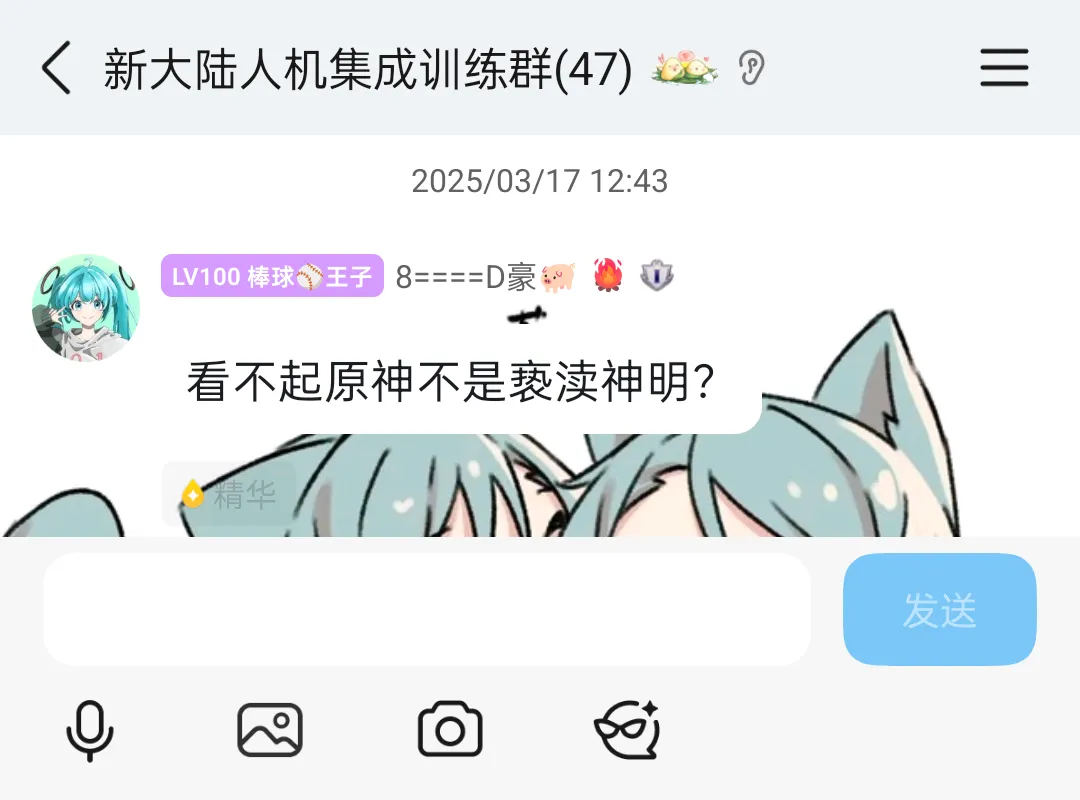 新大陆人机集成训练群(47)
2025/03/17 12:43
LV100 棒球⚾王子 8====D豪🐖
看不起原神不是亵渎神明？
精华
发送